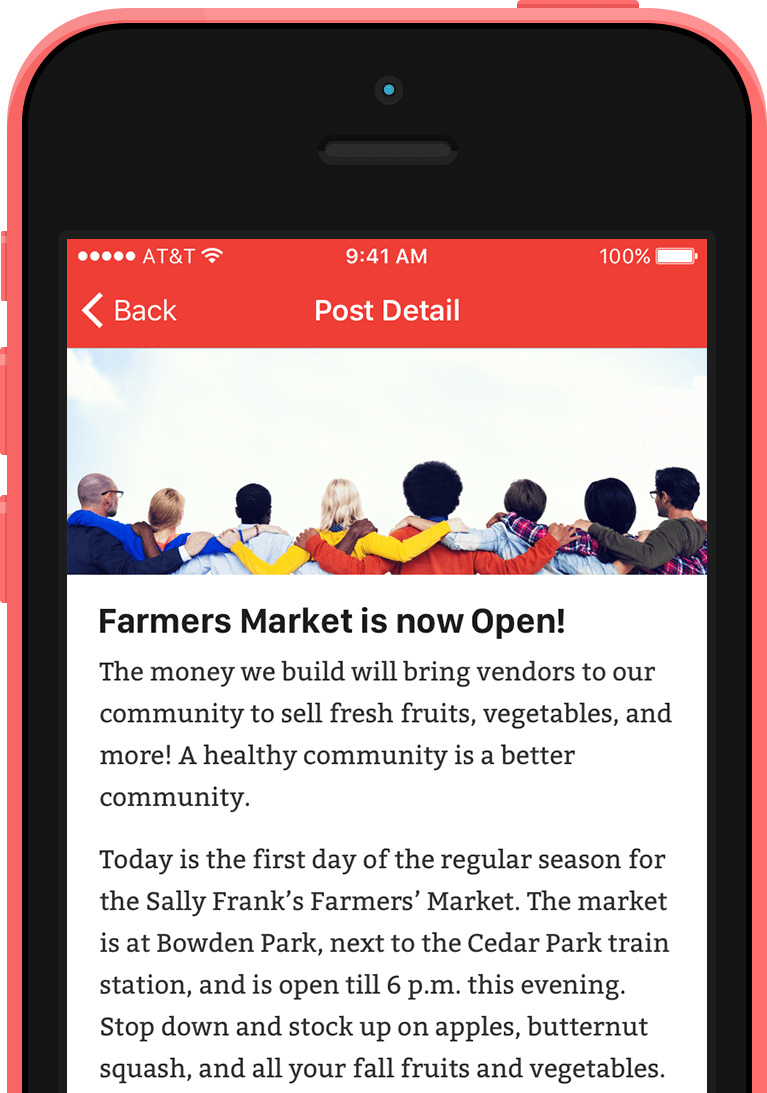 AT&T 9:41 AM 100%
Back Post Detail
Farmers Market is now Open!
The money we build will bring vendors to our
community to sell fresh fruits, vegetables, and
more! A healthy community is a better
community.
Today is the first day of the regular season for
the Sally Frank’s Farmers’ Market. The market
is at Bowden Park, next to the Cedar Park train
station, and is open till 6 p.m. this evening.
Stop down and stock up on apples, butternut
squash, and all your fall fruits and vegetables.